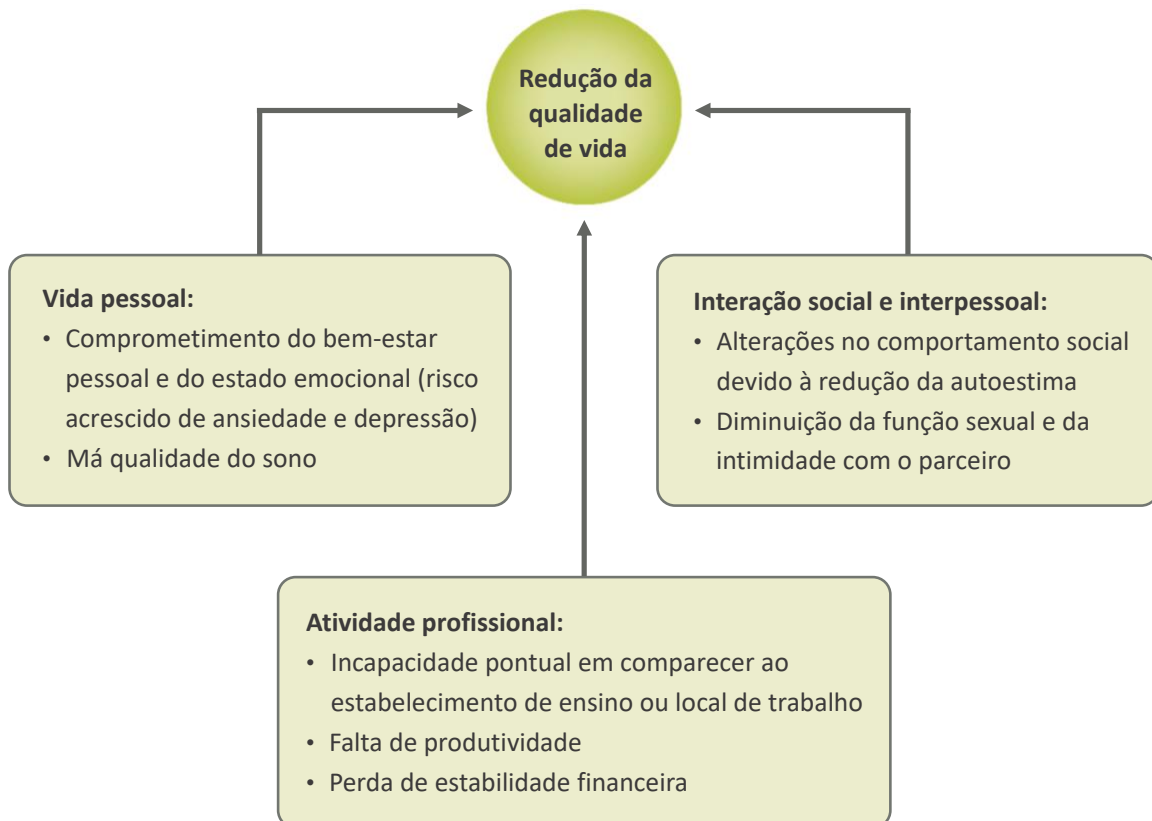 Redução da
qualidade
de vida
Vida pessoal:
• Comprometimento do bem-estar
pessoal e do estado emocional (risco
acrescido de ansiedade e depressão)
• Má qualidade do sono
Interação social e interpessoal:
• Alterações no comportamento social
devido à redução da autoestima
• Diminuição da função sexual e da
intimidade com o parceiro
Atividade profissional:
• Incapacidade pontual em comparecer ao
estabelecimento de ensino ou local de trabalho
• Falta de produtividade
• Perda de estabilidade financeira